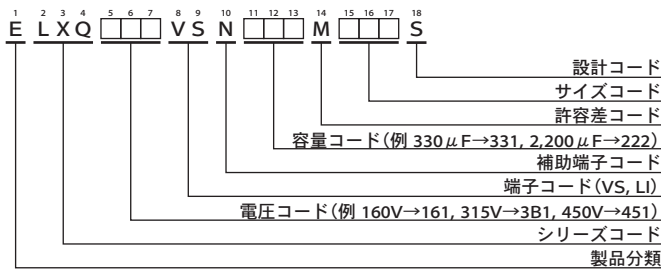 1 2 3 4 5 6 7 8 9 10 11 12 13 14 15 16 17 18
E L X Q □□□ V S N □□□ M □□□ S
設計コード
サイズコード
許容差コード
容量コード(例 330μF→331, 2,200μF→222)
補助端子コード
端子コード(VS, LI)
電圧コード(例 160V→161, 315V→3B1, 450V→451)
シリーズコード
製品分類